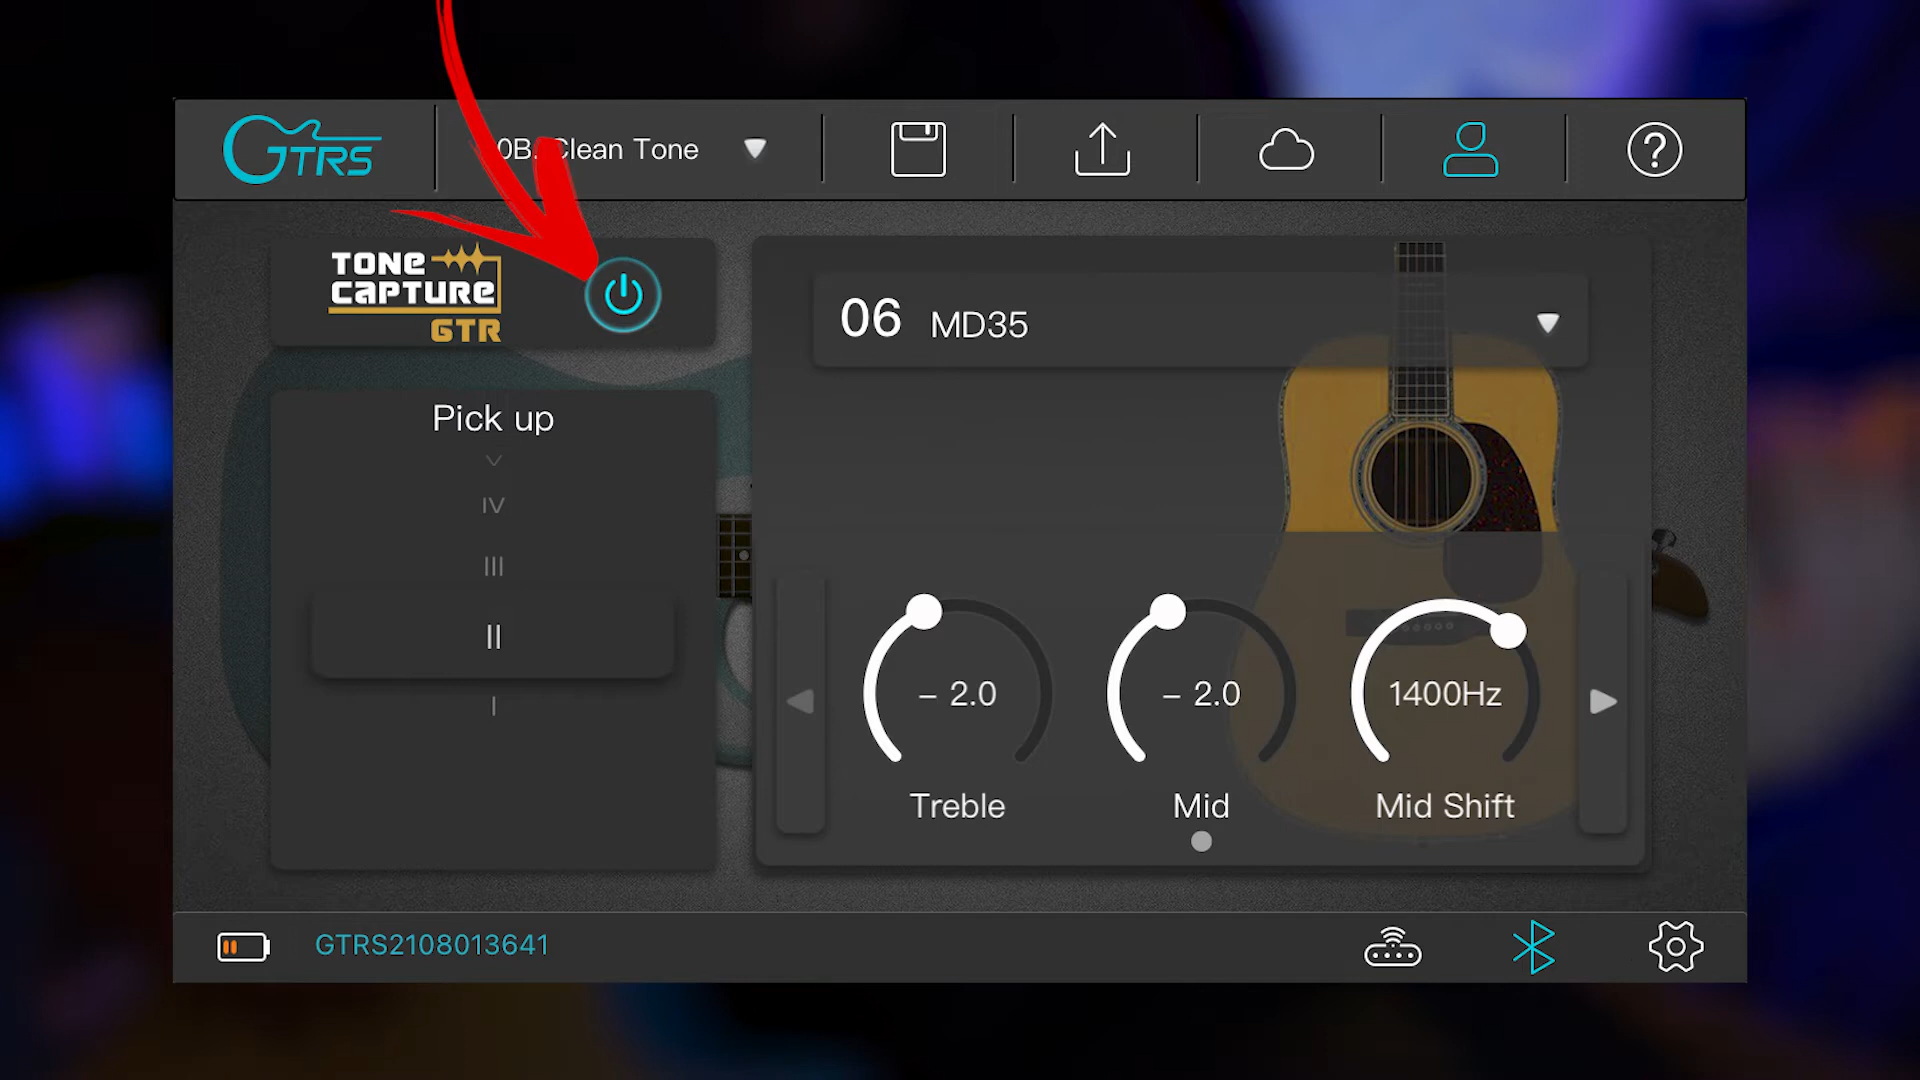 GTRS
0B. Clean Tone
?
TONE
CAPTURE
GTR
06 MD35
Pick up
V
IV
III
II
I
– 2.0
– 2.0
1400Hz
Treble
Mid
Mid Shift
GTRS2108013641